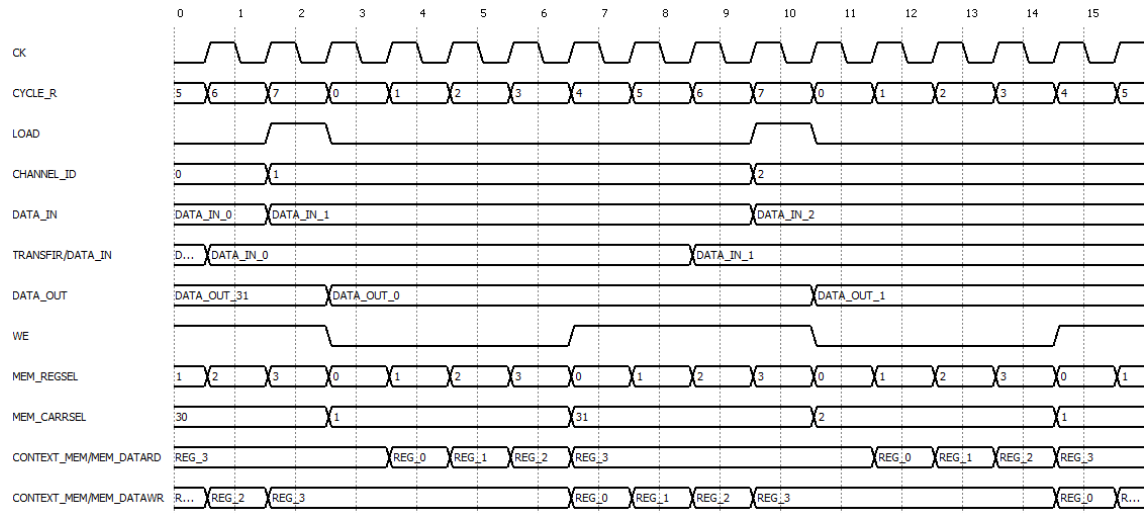 0 1 2 3 4 5 6 7 8 9 10 11 12 13 14 15
CK
CYCLE_R 5 6 7 0 1 2 3 4 5 6 7 0 1 2 3 4 5
LOAD
CHANNEL_ID 0 1 2
DATA_IN DATA_IN_0 DATA_IN_1 DATA_IN_2
TRANSFIR/DATA_IN D... DATA_IN_0 DATA_IN_1
DATA_OUT DATA_OUT_31 DATA_OUT_0 DATA_OUT_1
WE
MEM_REGSEL 1 2 3 0 1 2 3 0 1 2 3 0 1 2 3 0 1
MEM_CARRSEL 30 1 31 2 1
CONTEXT_MEM/MEM_DATARD REG_3 REG_0 REG_1 REG_2 REG_3 REG_0 REG_1 REG_2 REG_3
CONTEXT_MEM/MEM_DATAWR R... REG_2 REG_3 REG_0 REG_1 REG_2 REG_3 REG_0 R...